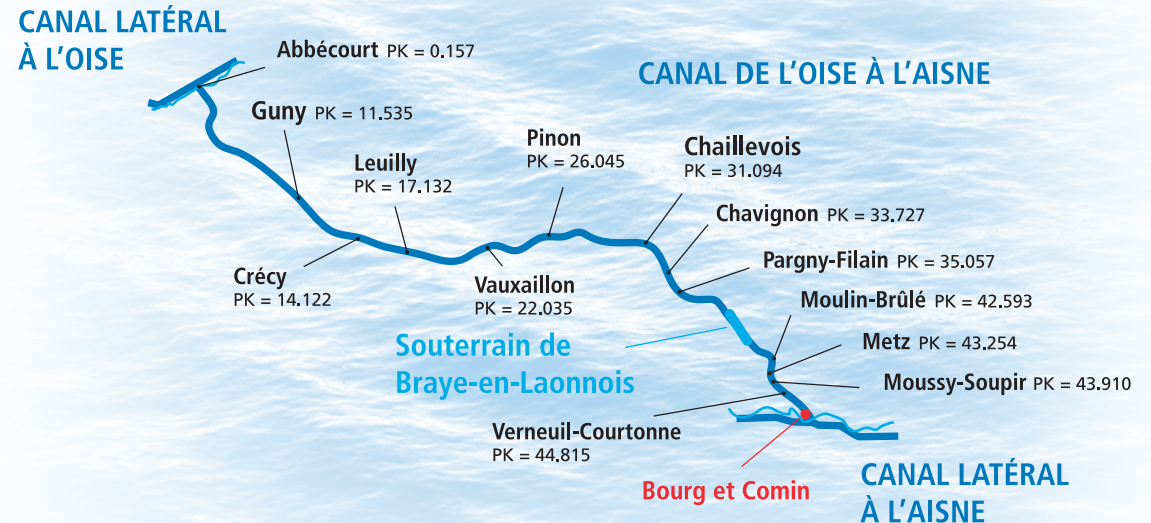 CANAL LATÉRAL
À L'OISE
Abbécourt PK = 0.157
CANAL DE L'OISE À L'AISNE
Guny PK = 11.535
Pinon
PK = 26.045
Chaillevois
PK = 31.094
Leuilly
PK = 17.132
Chavignon PK = 33.727
Pargny-Filain PK = 35.057
Crécy
PK = 14.122
Vauxaillon
PK = 22.035
Moulin-Brûlé PK = 42.593
Souterrain de
Braye-en-Laonnois
Metz PK = 43.254
Moussy-Soupir PK = 43.910
Verneuil-Courtonne
PK = 44.815
Bourg et Comin
CANAL LATÉRAL
À L'AISNE